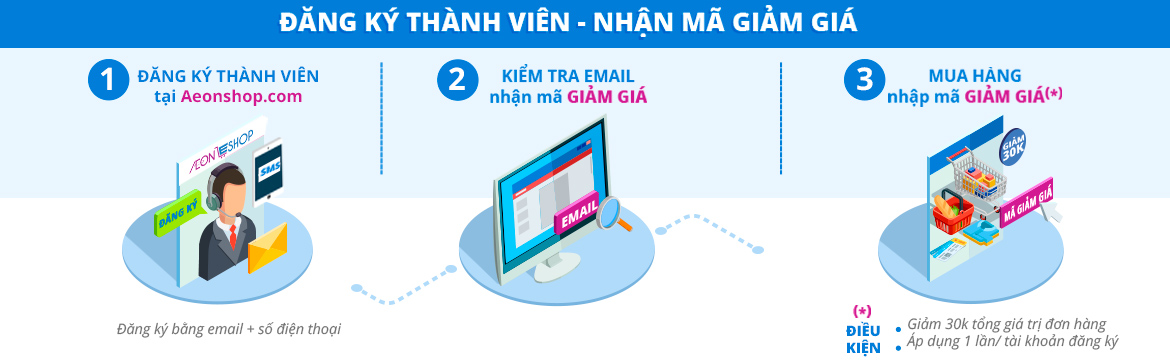 ĐĂNG KÝ THÀNH VIÊN - NHẬN MÃ GIẢM GIÁ
1
ĐĂNG KÝ THÀNH VIÊN
tại Aeonshop.com
AEON ESHOP
SMS
ĐĂNG KÝ
Đăng ký bằng email + số điện thoại
2
KIỂM TRA EMAIL
nhận mã GIẢM GIÁ
EMAIL
3
MUA HÀNG
nhập mã GIẢM GIÁ(*)
GIẢM
30K
MÃ GIẢM GIÁ
(*)
ĐIỀU
KIỆN
• Giảm 30k tổng giá trị đơn hàng
• Áp dụng 1 lần/ tài khoản đăng ký